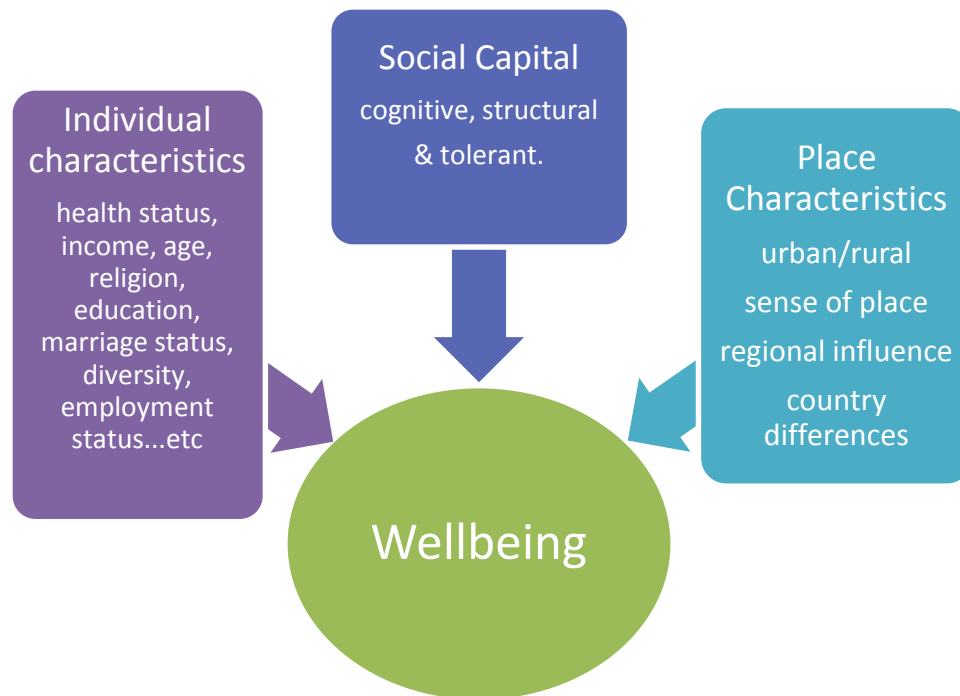 Individual
characteristics
health status,
income, age,
religion,
education,
marriage status,
diversity,
employment
status...etc
Social Capital
cognitive, structural
& tolerant.
Place
Characteristics
urban/rural
sense of place
regional influence
country
differences
Wellbeing